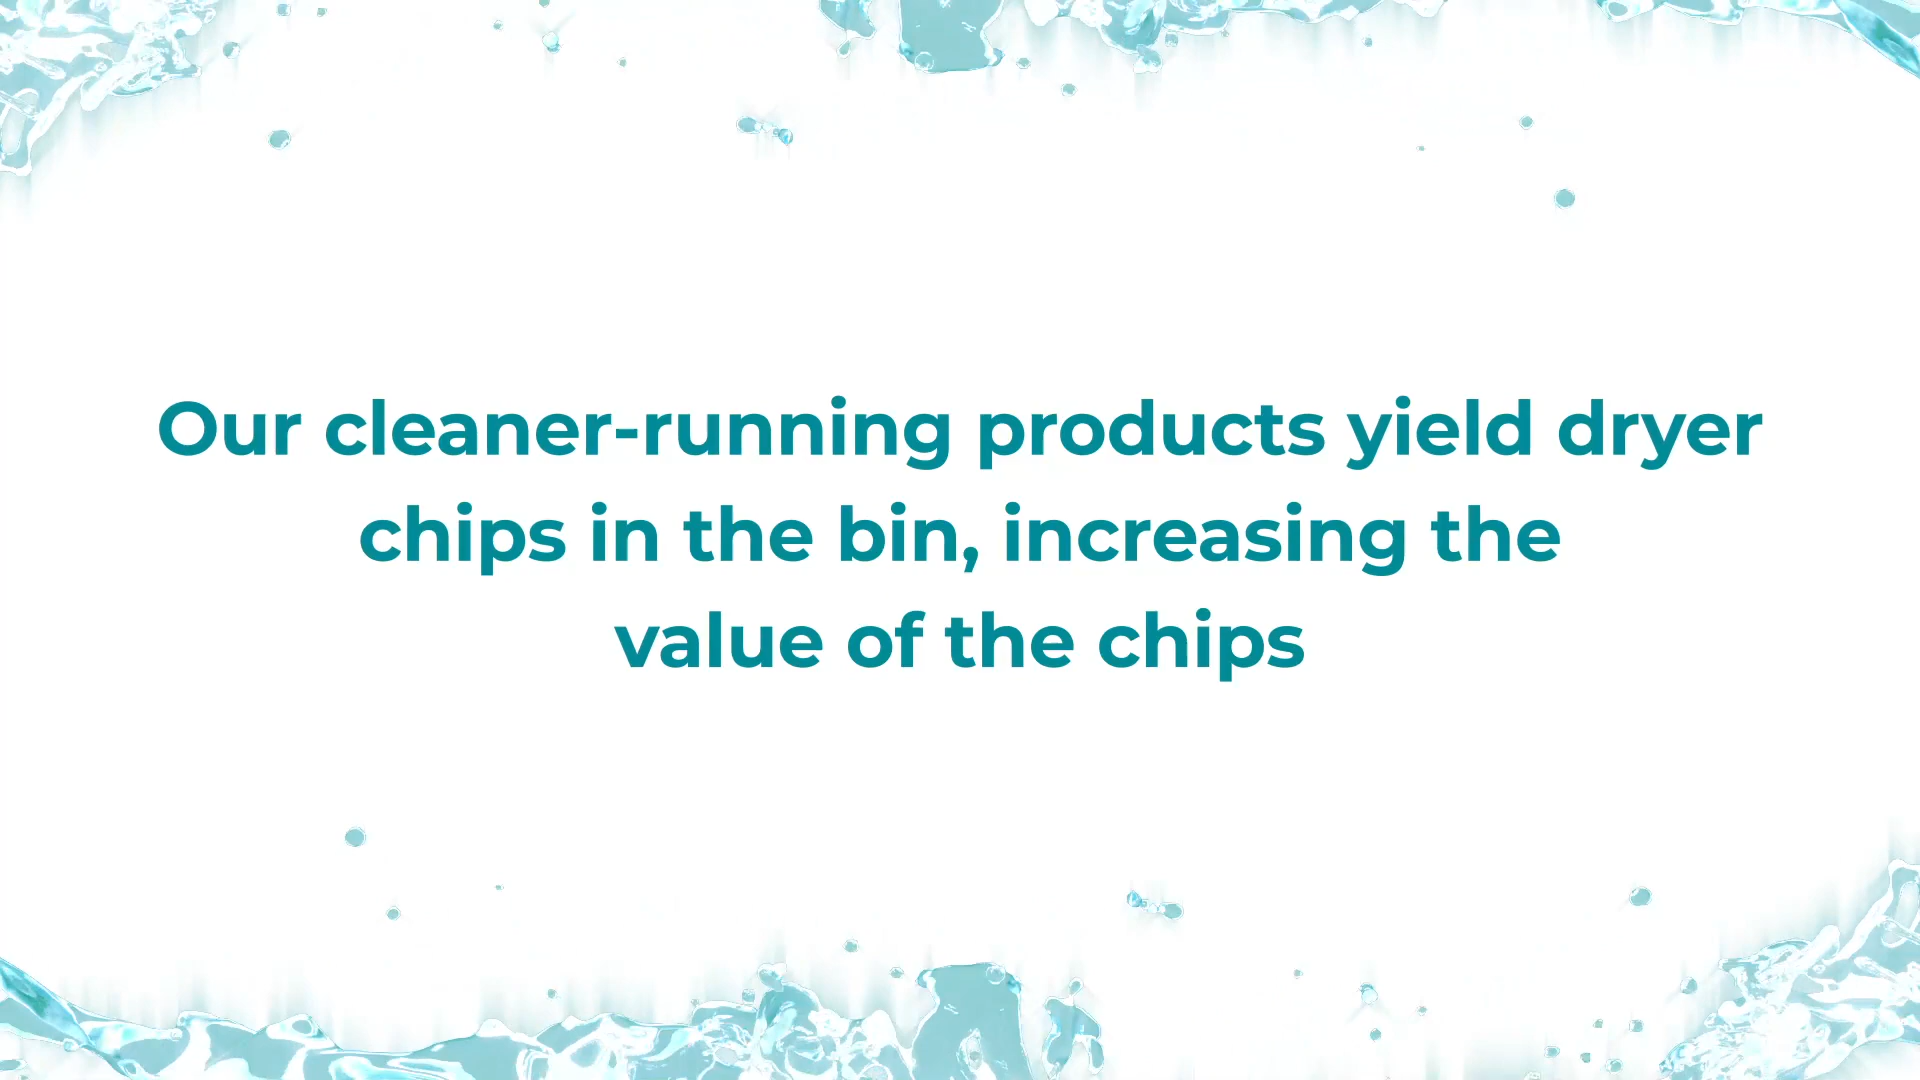 Our cleaner-running products yield dryer
chips in the bin, increasing the
value of the chips